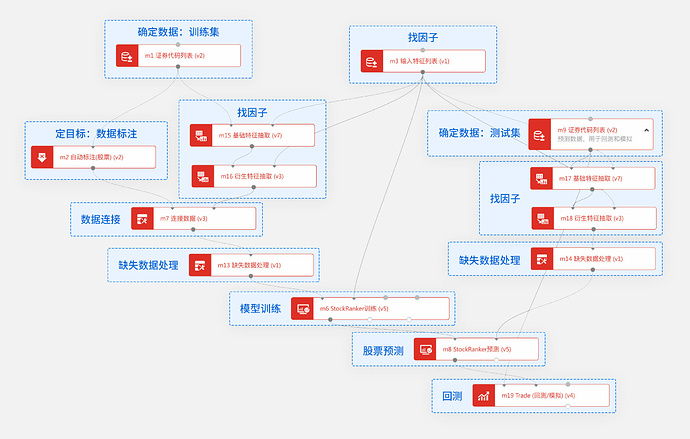 确定数据：训练集
m1 证券代码列表 (v2)
找因子
m3 输入特征列表 (v1)
找因子
m15 基础特征抽取 (v7)
m16 衍生特征抽取 (v3)
定目标：数据标注
m2 自动标注(股票) (v2)
确定数据：测试集
m9 证券代码列表 (v2)
预测数据，用于回测和模拟
找因子
m17 基础特征抽取 (v7)
m18 衍生特征抽取 (v3)
数据连接
m7 连接数据 (v3)
缺失数据处理
m13 缺失数据处理 (v1)
缺失数据处理
m14 缺失数据处理 (v1)
模型训练
m6 StockRanker训练 (v5)
股票预测
m8 StockRanker预测 (v5)
回测
m19 Trade (回测/模拟) (v4)